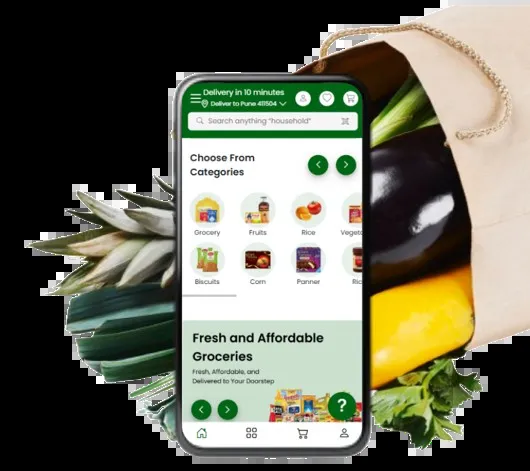 Delivery in 10 minutes
Deliver to Pune 411504
Search anything "household"
Choose From
Categories
Grocery
Fruits
Rice
Vegeta
Biscuits
Corn
Panner
Ric
Fresh and Affordable
Groceries
Fresh, Affordable, and
Delivered to Your Doorstep
?